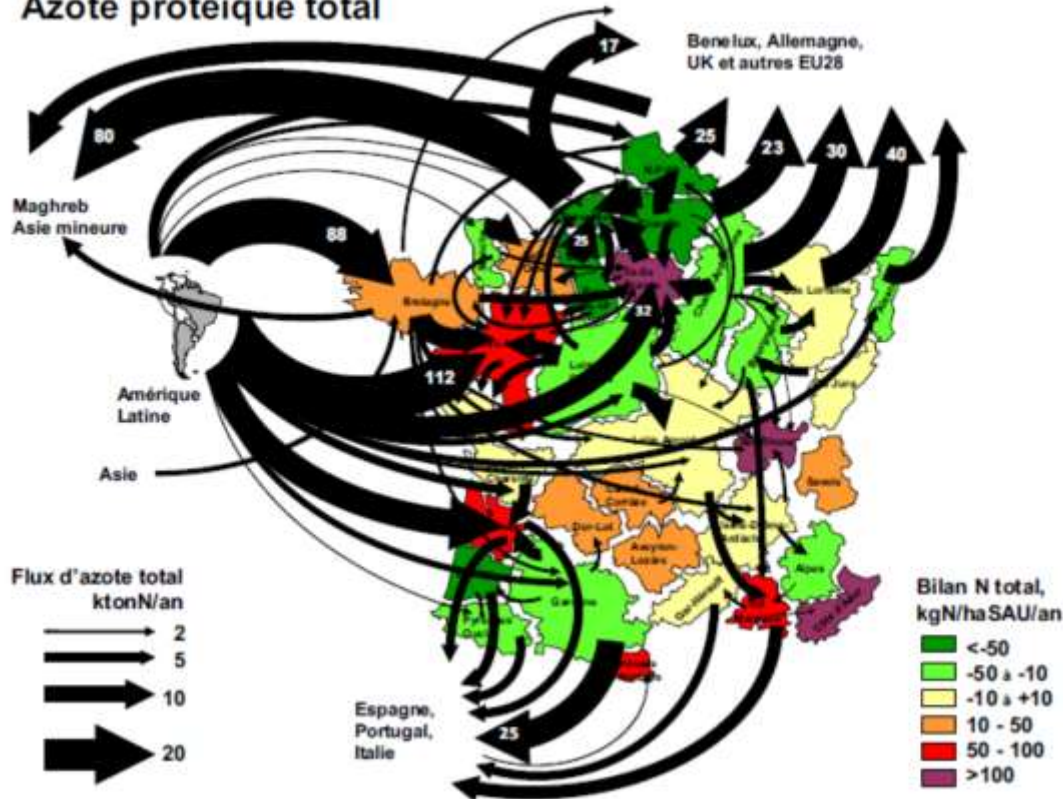 Azote protéique total
17
Benelux, Allemagne,
UK et autres EU28
80
25
23
30
40
Maghreb
Asie mineure
88
25
Bretagne
32
112
Amérique
Latine
Asie
Jura
Savoie
Dor-Lot
Aveyron-
Lozère
Alpes
Garonne
Flux d'azote total
ktonN/an
2
5
10
20
Espagne,
Portugal,
Italie
25
Bilan N total,
kgN/haSAU/an
<-50
-50 à -10
-10 à +10
10 - 50
50 - 100
>100